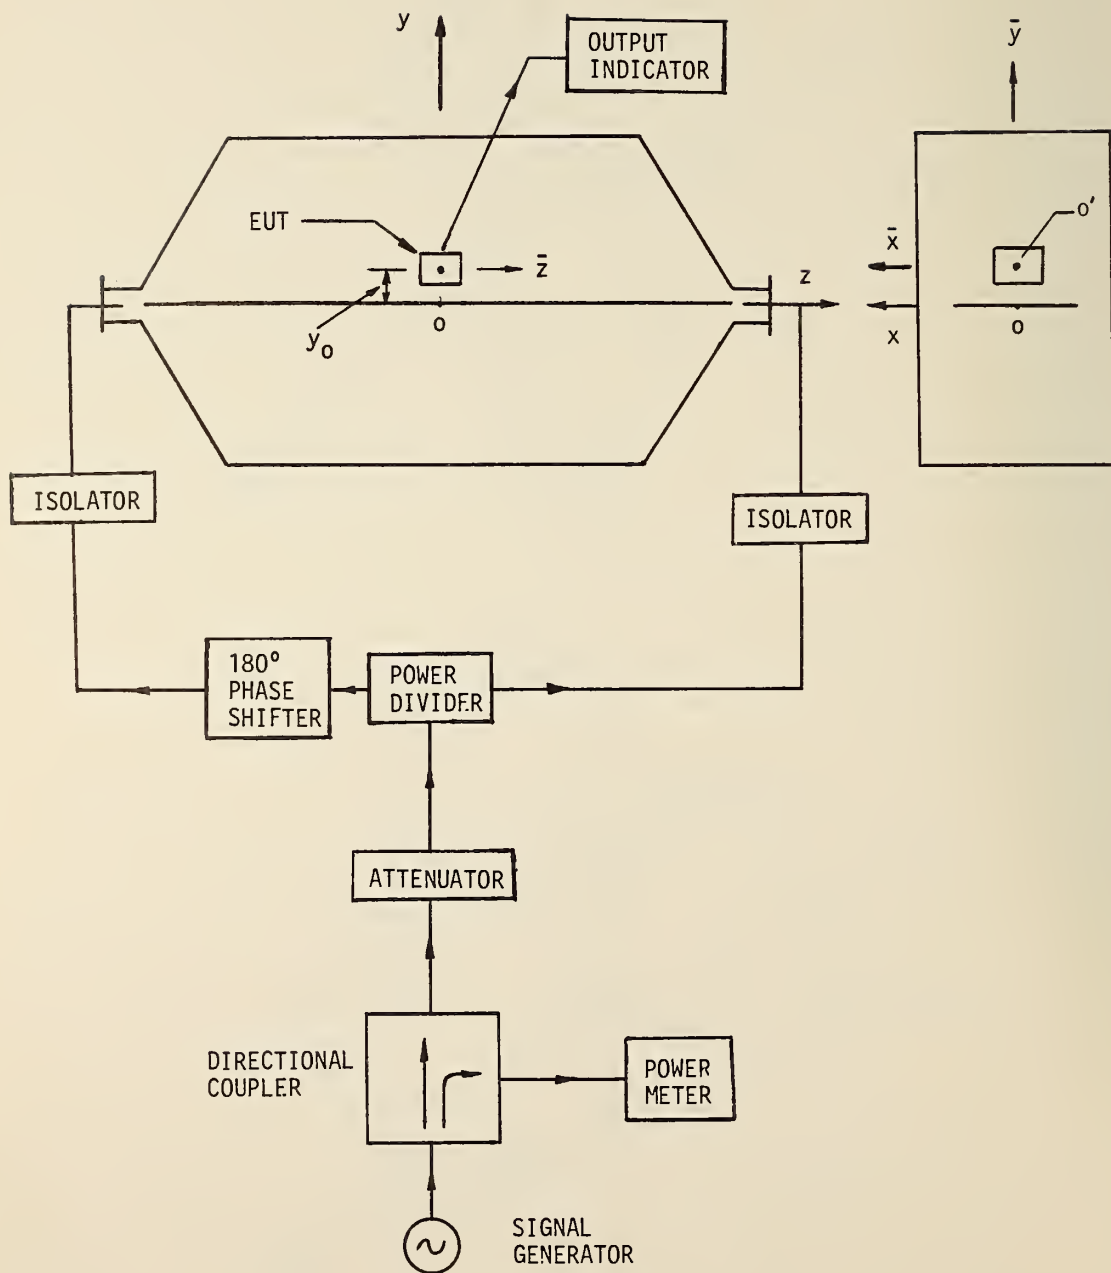 y
OUTPUT
INDICATOR
ȳ
EUT
z̄
x̄
o'
z
y₀
o
x
o
ISOLATOR
ISOLATOR
180°
PHASE
SHIFTER
POWER
DIVIDER
ATTENUATOR
DIRECTIONAL
COUPLER
POWER
METER
SIGNAL
GENERATOR